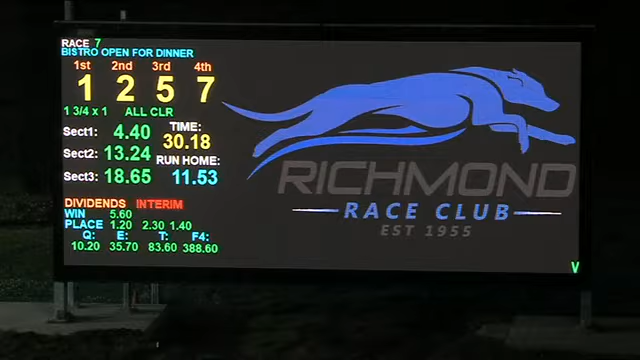 RACE 7
BISTRO OPEN FOR DINNER
1st 2nd 3rd 4th
1 2 5 7
1 3/4 x 1 ALL CLR
Sect1: 4.40 TIME:
30.18
Sect2: 13.24 RUN HOME:
Sect3: 18.65 11.53
DIVIDENDS INTERIM
WIN 5.60
PLACE 1.20 2.30 1.40
Q: E: T: F4:
10.20 35.70 83.60 388.60
RICHMOND
RACE CLUB
EST 1955
V